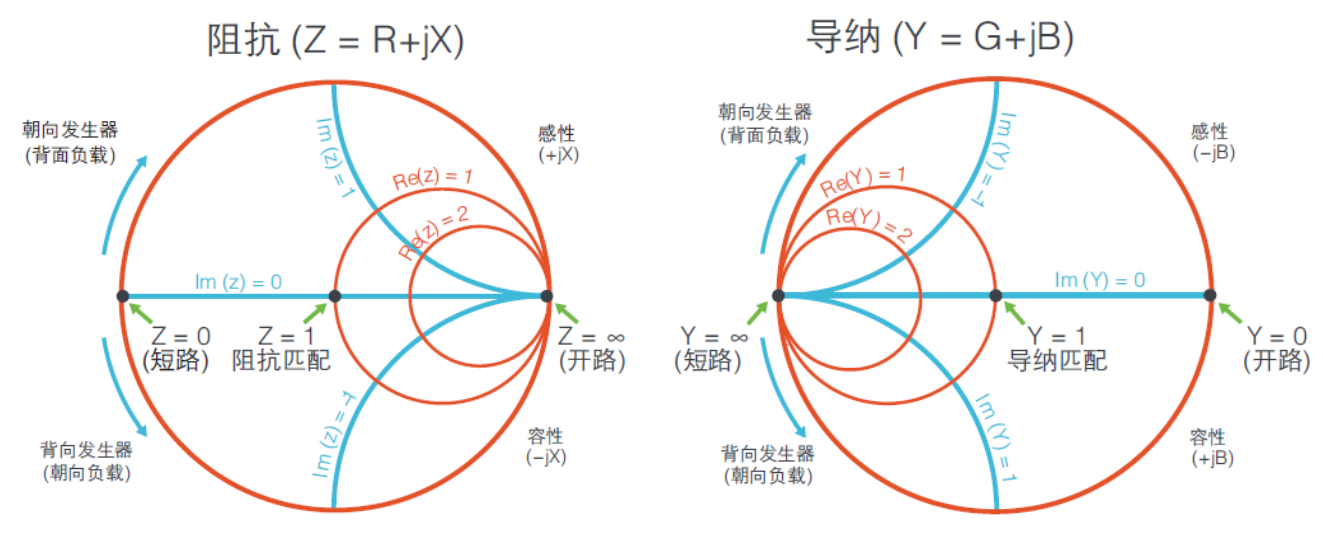 阻抗 (Z = R+jX)
朝向发生器
(背面负载)
感性
(+jX)
Im (z) = 1
Re(z) = 1
Re(z) = 2
Im (z) = 0
Z = 0
(短路)
Z = 1
阻抗匹配
Z = ∞
(开路)
Im (z) = -1
背向发生器
(朝向负载)
容性
(−jX)
导纳 (Y = G+jB)
朝向发生器
(背面负载)
感性
(−jB)
Im (Y) = -1
Re(Y) = 1
Re(Y) = 2
Im (Y) = 0
Y = ∞
(短路)
Y = 1
导纳匹配
Y = 0
(开路)
Im (Y) = 1
背向发生器
(朝向负载)
容性
(+jB)